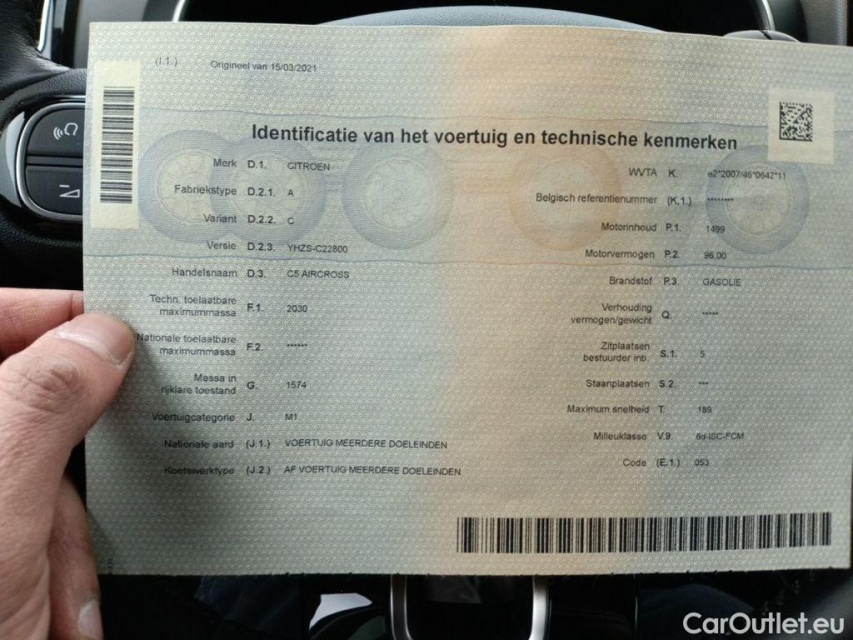 (I.1.) Origineel van 15/03/2021
Identificatie van het voertuig en technische kenmerken
Merk D.1. CITROEN
Fabriekstype D.2.1. A
Variant D.2.2. C
Versie D.2.3. YHZS-C22800
Handelsnaam D.3. C5 AIRCROSS
Techn. toelaatbare
maximummassa F.1. 2030
Nationale toelaatbare
maximummassa F.2. ******
Massa in
rijklare toestand G. 1574
Voertuigcategorie J. M1
Nationale aard (J.1.) VOERTUIG MEERDERE DOELEINDEN
Koetswerktype (J.2.) AF VOERTUIG MEERDERE DOELEINDEN
WVTA K. e2*2007/46*0642*11
Belgisch referentienummer (K.1.) ********
Motorinhoud P.1. 1499
Motorvermogen P.2. 96,00
Brandstof P.3. GASOLIE
Verhouding
vermogen/gewicht Q. *****
Zitplaatsen
bestuurder inb. S.1. 5
Staanplaatsen S.2. ***
Maximum snelheid T. 189
Milieuklasse V.9. 6d-ISC-FCM
Code (E.1.) 053
CarOutlet.eu